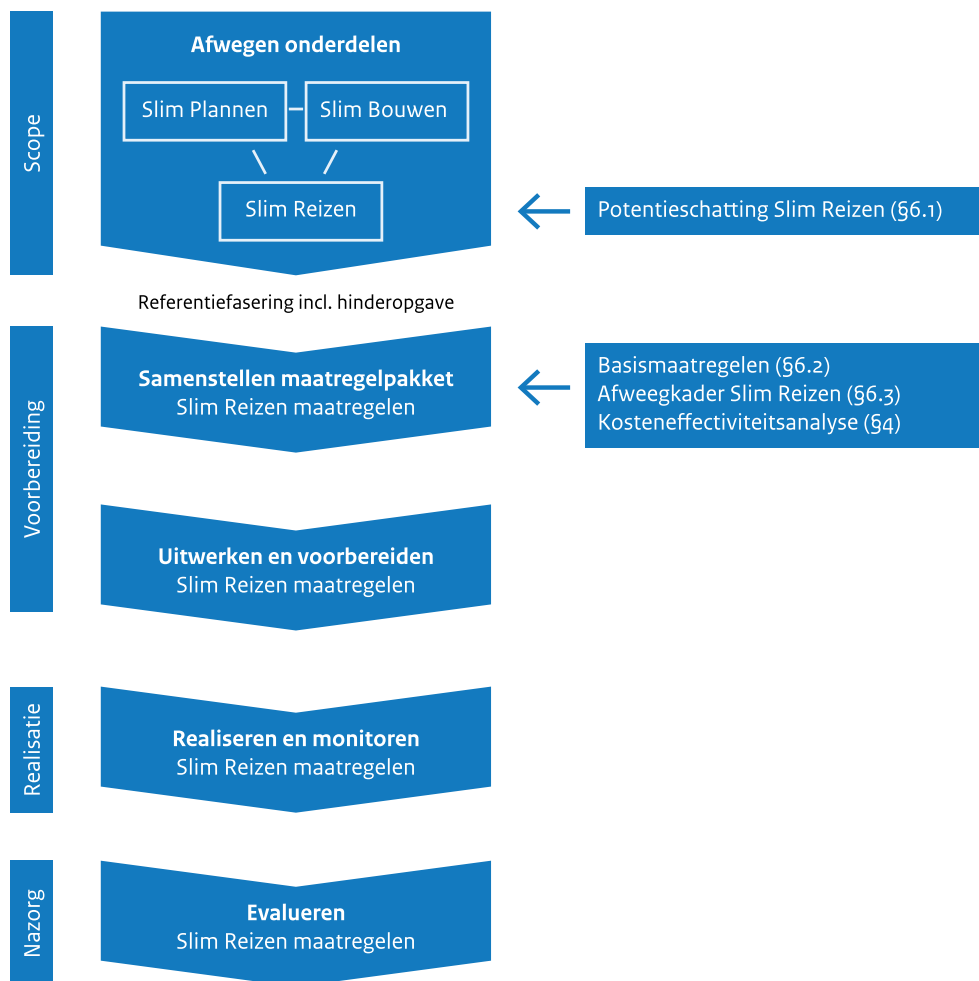 Scope
Afwegen onderdelen
Slim Plannen
Slim Bouwen
Slim Reizen
Potentieschatting Slim Reizen (§6.1)
Referentiefasering incl. hinderopgave
Voorbereiding
Samenstellen maatregelpakket
Slim Reizen maatregelen
Basismaatregelen (§6.2)
Afweegkader Slim Reizen (§6.3)
Kosteneffectiviteitsanalyse (§4)
Uitwerken en voorbereiden
Slim Reizen maatregelen
Realisatie
Realiseren en monitoren
Slim Reizen maatregelen
Nazorg
Evalueren
Slim Reizen maatregelen